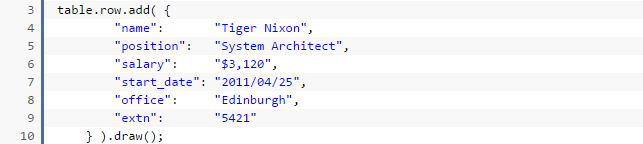 3 table.row.add( {
4 "name": "Tiger Nixon",
5 "position": "System Architect",
6 "salary": "$3,120",
7 "start_date": "2011/04/25",
8 "office": "Edinburgh",
9 "extn": "5421"
10 } ).draw();